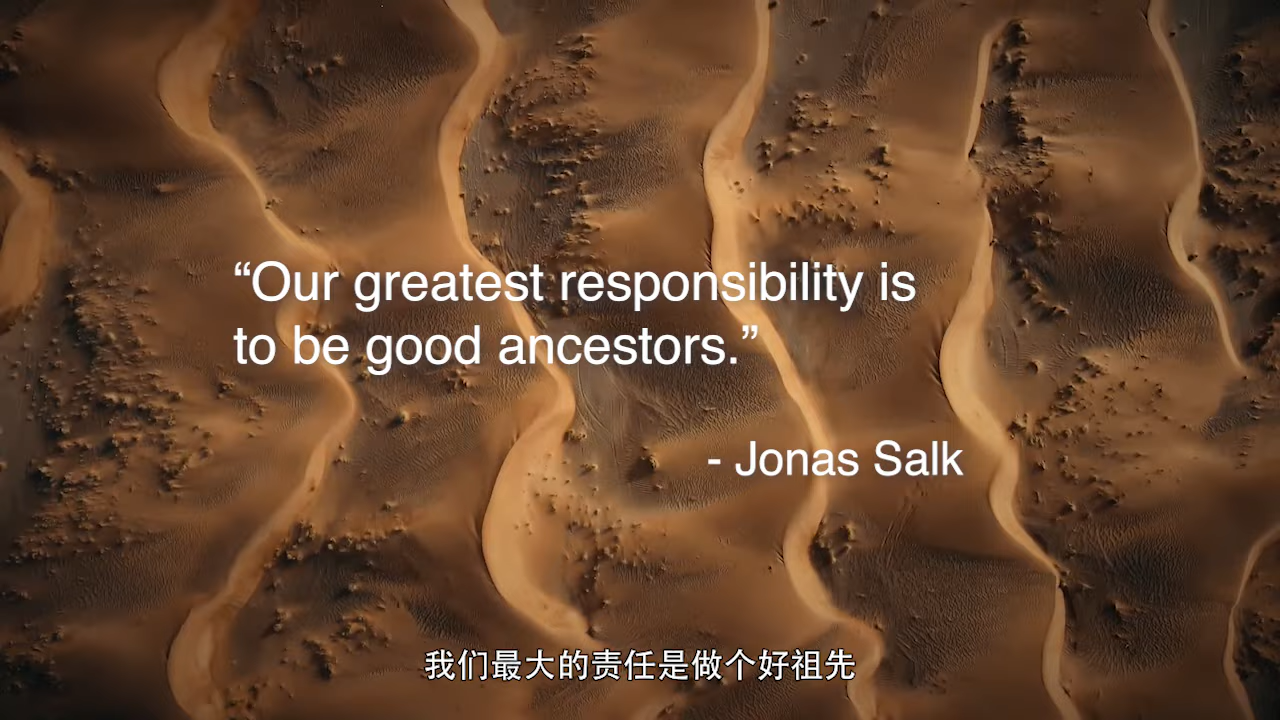 “Our greatest responsibility is
to be good ancestors.”
- Jonas Salk
我们最大的责任是做个好祖先